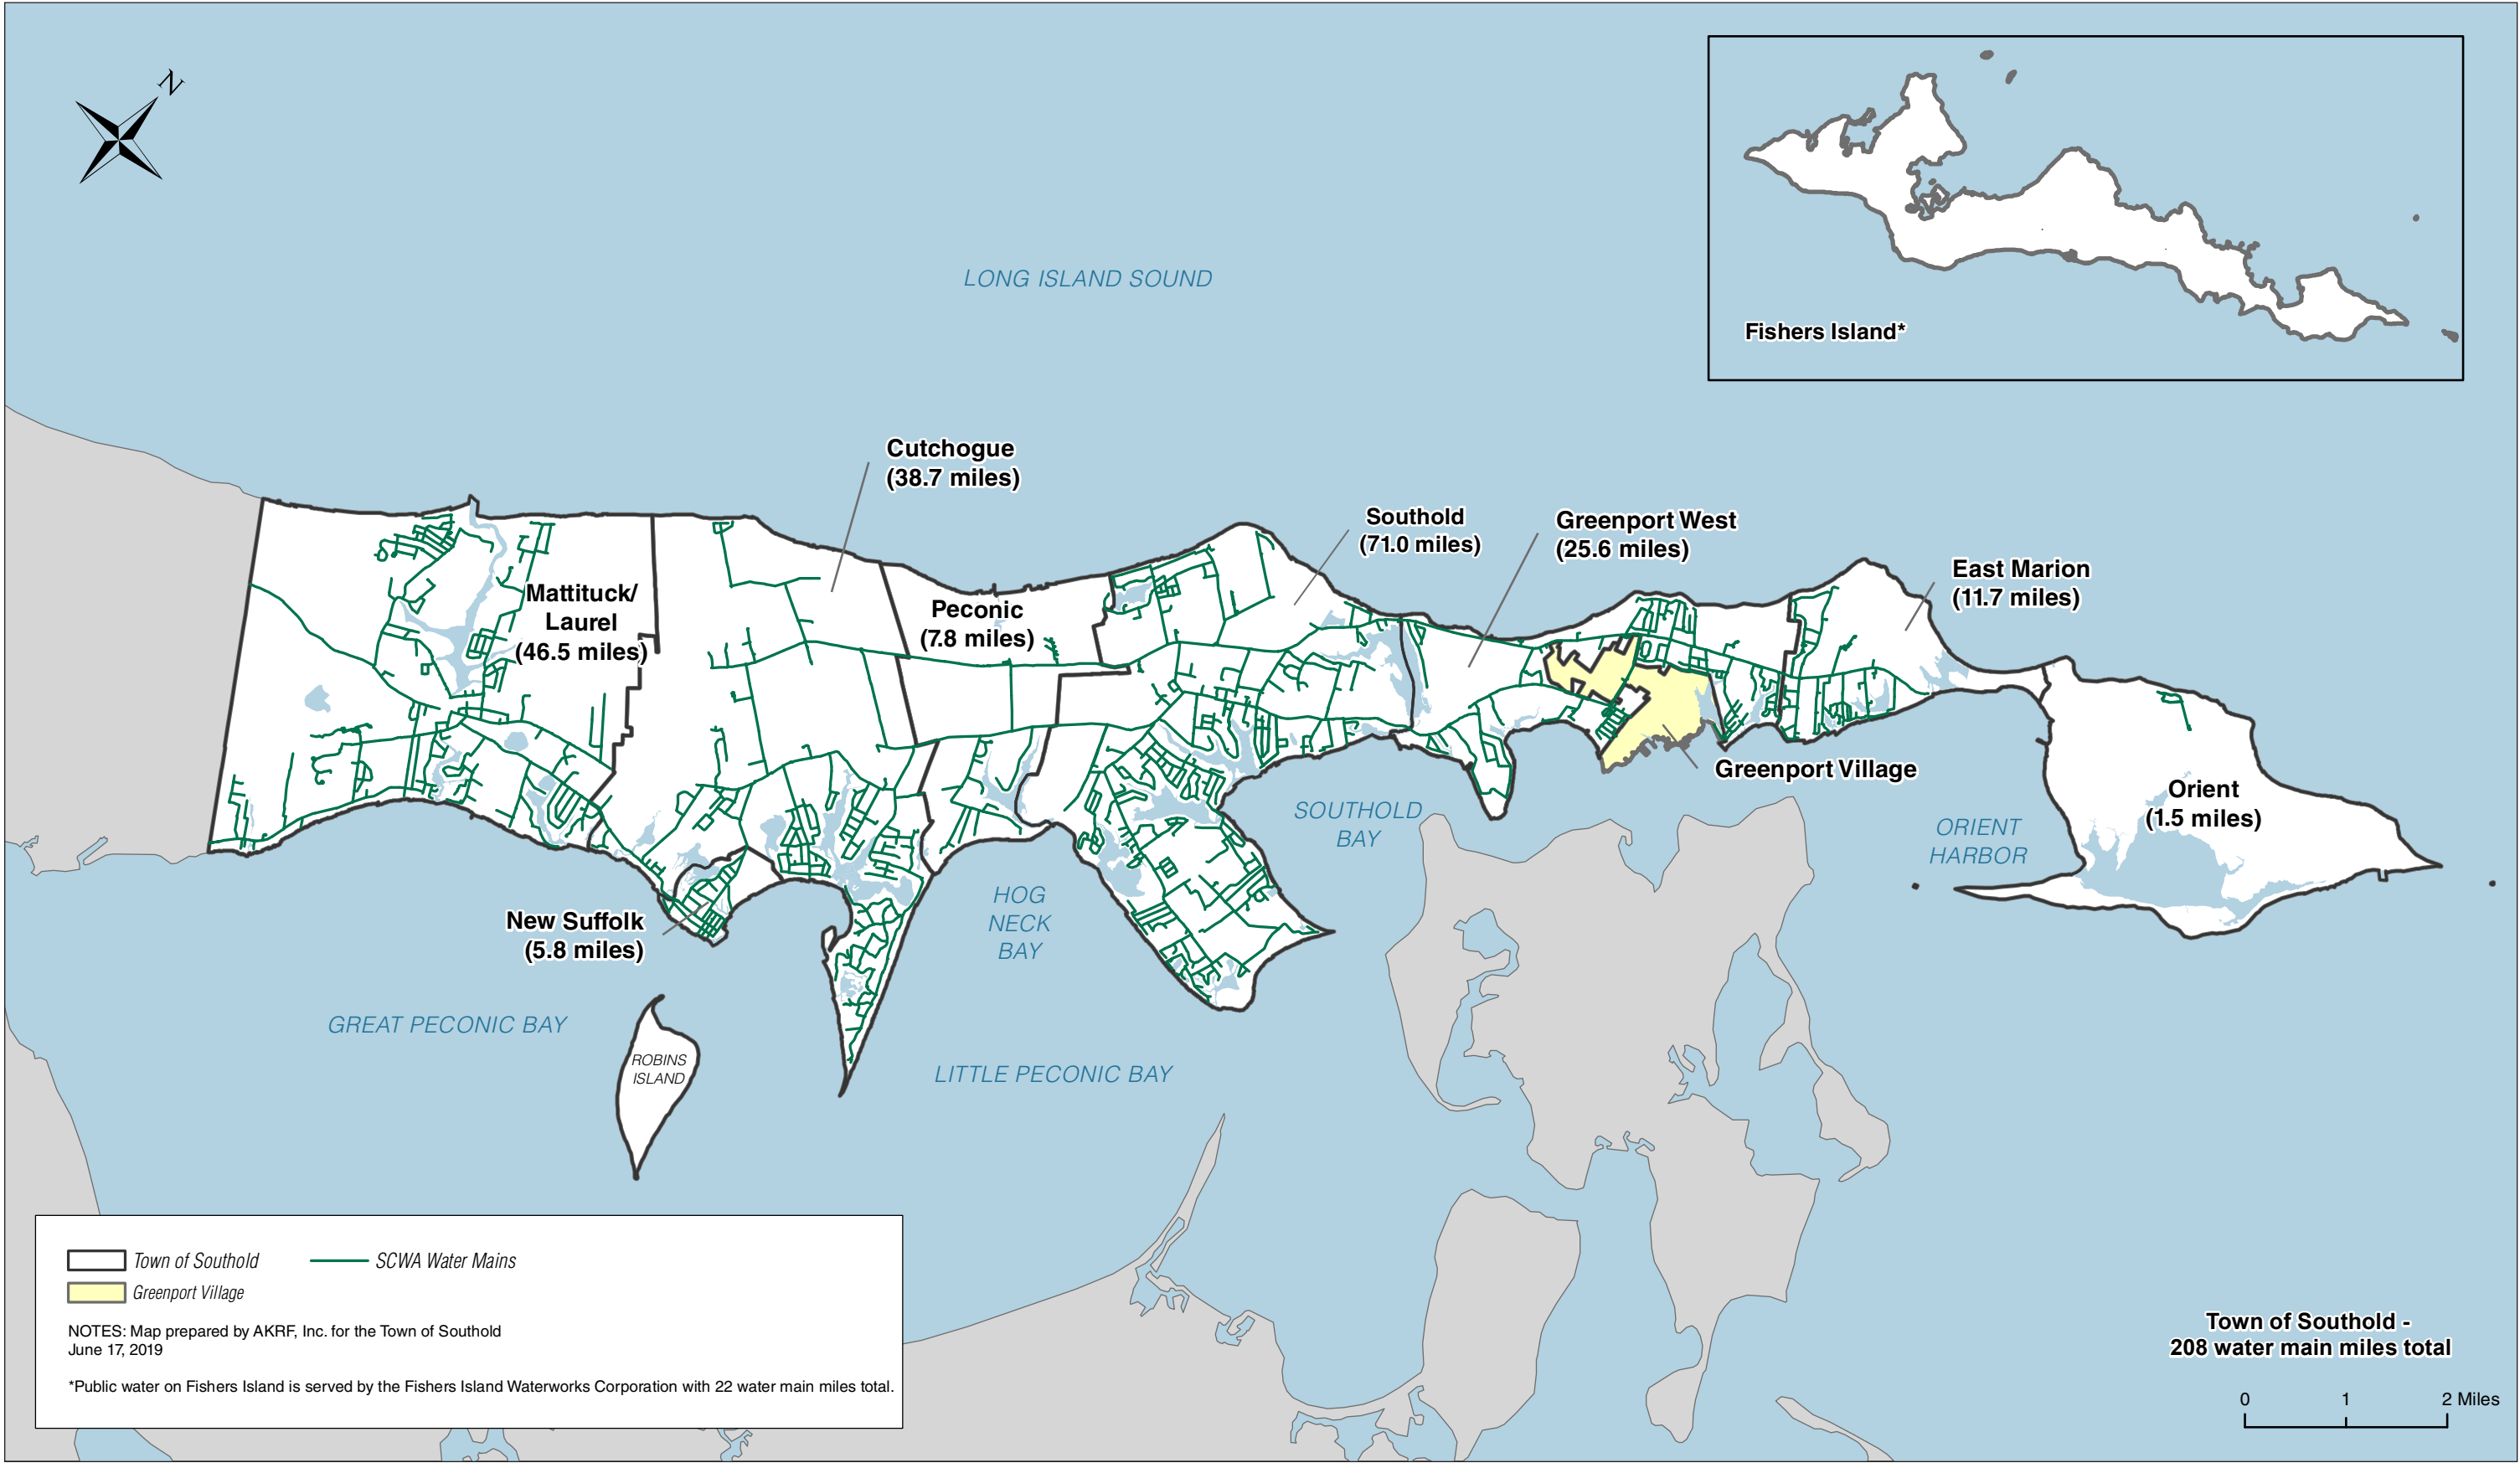 N
Fishers Island*
LONG ISLAND SOUND
Cutchogue
(38.7 miles)
Southold
(71.0 miles)
Greenport West
(25.6 miles)
East Marion
(11.7 miles)
Mattituck/
Laurel
(46.5 miles)
Peconic
(7.8 miles)
Greenport Village
Orient
(1.5 miles)
SOUTHOLD
BAY
ORIENT
HARBOR
HOG
NECK
BAY
New Suffolk
(5.8 miles)
GREAT PECONIC BAY
ROBINS
ISLAND
LITTLE PECONIC BAY
Town of Southold
SCWA Water Mains
Greenport Village
NOTES: Map prepared by AKRF, Inc. for the Town of Southold
June 17, 2019
*Public water on Fishers Island is served by the Fishers Island Waterworks Corporation with 22 water main miles total.
Town of Southold -
208 water main miles total
0 1 2 Miles